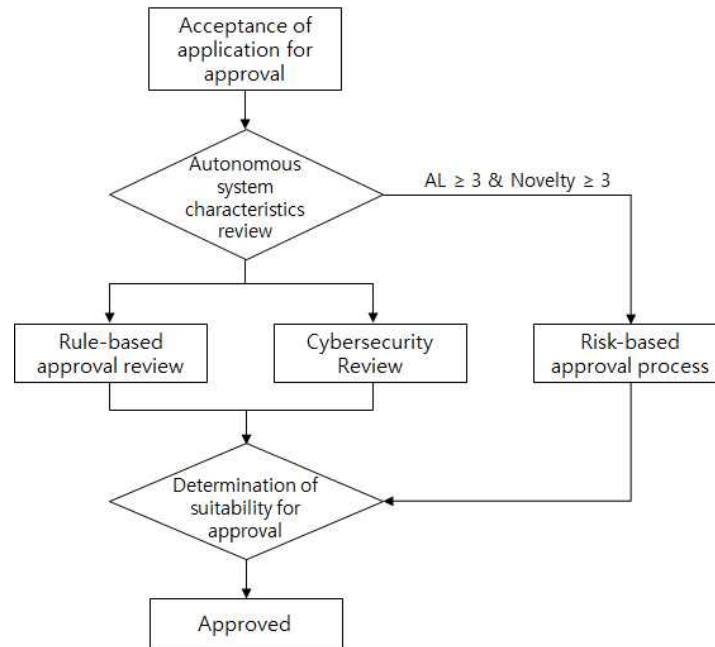 Acceptance of
application for
approval
Autonomous
system
characteristics
review
AL ≥ 3 & Novelty ≥ 3
Rule-based
approval review
Cybersecurity
Review
Risk-based
approval process
Determination of
suitability for
approval
Approved